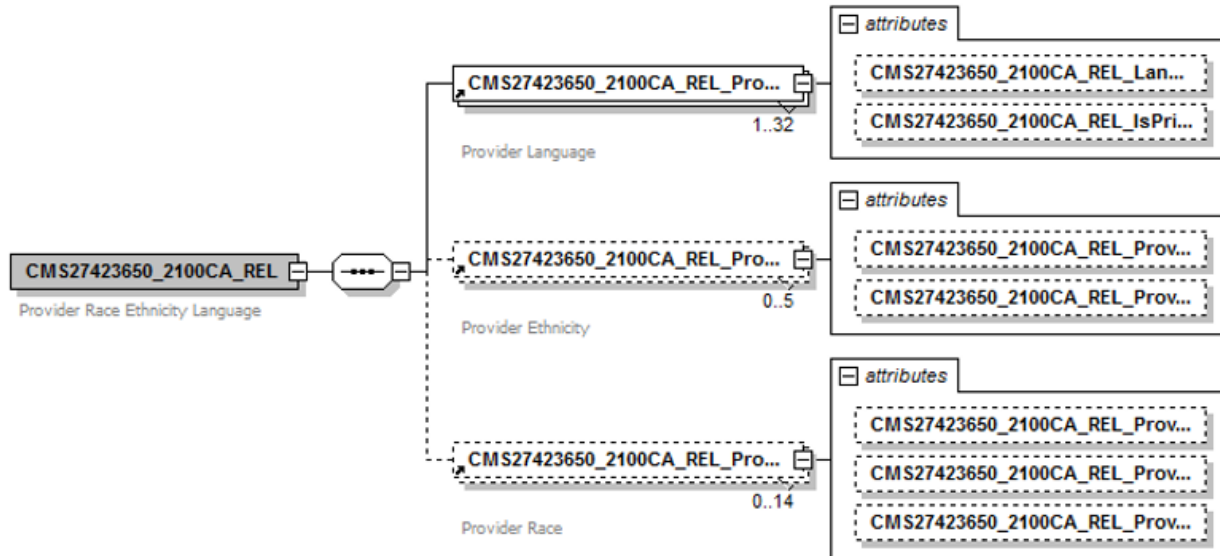 attributes
CMS27423650_2100CA_REL_Pro...
CMS27423650_2100CA_REL_Lan...
CMS27423650_2100CA_REL_IsPri...
1..32
Provider Language
attributes
CMS27423650_2100CA_REL
Provider Race Ethnicity Language
CMS27423650_2100CA_REL_Pro...
CMS27423650_2100CA_REL_Prov...
CMS27423650_2100CA_REL_Prov...
0..5
Provider Ethnicity
attributes
CMS27423650_2100CA_REL_Pro...
CMS27423650_2100CA_REL_Prov...
CMS27423650_2100CA_REL_Prov...
CMS27423650_2100CA_REL_Prov...
0..14
Provider Race